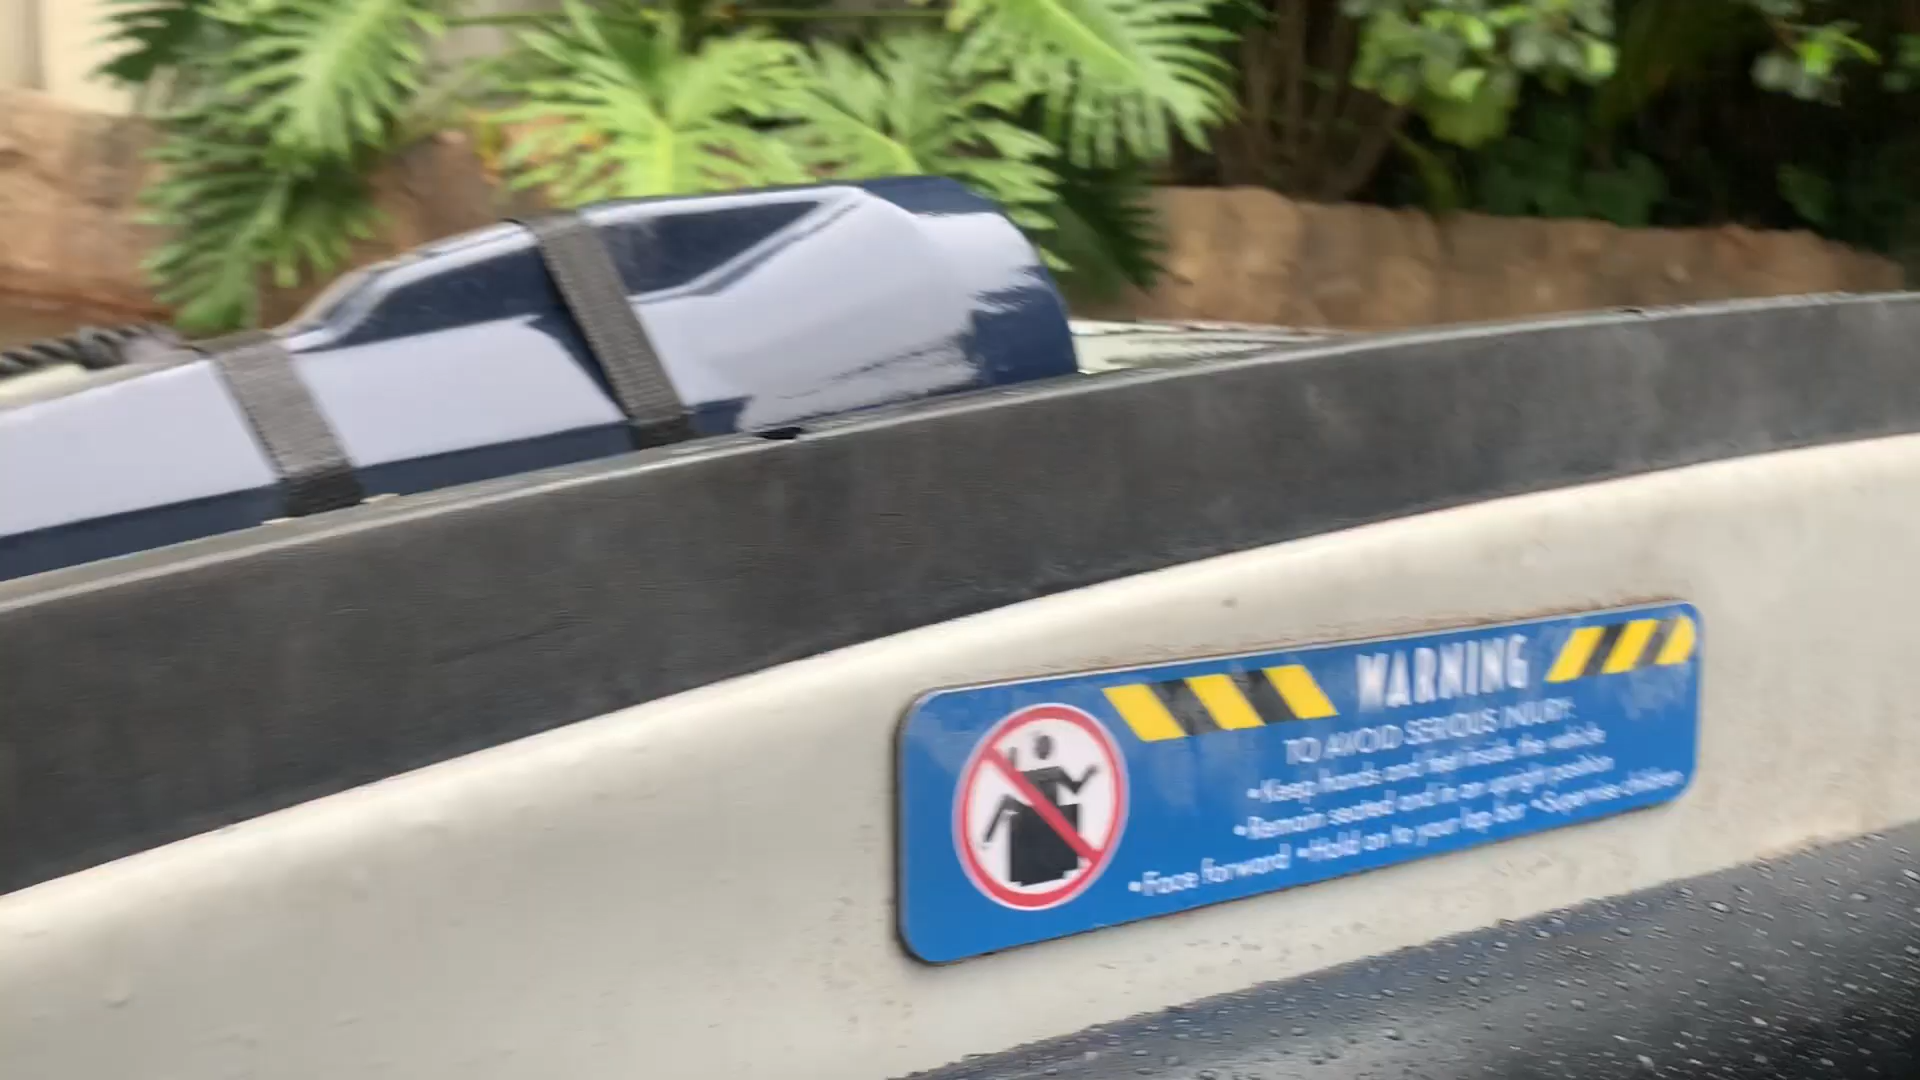 WARNING
TO AVOID SERIOUS INJURY:
•Keep hands and feet inside the vehicle
•Remain seated and in an upright position
•Face forward •Hold on to your lap bar •Supervise children